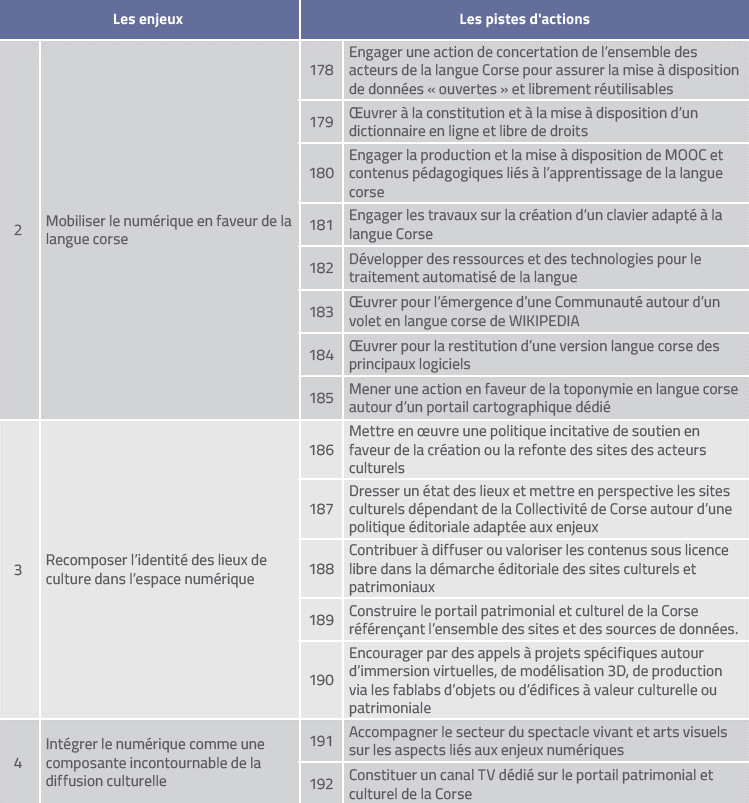 Les enjeux
Les pistes d'actions
2
Mobiliser le numérique en faveur de la
langue corse
178
Engager une action de concertation de l'ensemble des
acteurs de la langue Corse pour assurer la mise à disposition
de données « ouvertes » et librement réutilisables
179
Œuvrer à la constitution et à la mise à disposition d'un
dictionnaire en ligne et libre de droits
180
Engager la production et la mise à disposition de MOOC et
contenus pédagogiques liés à l'apprentissage de la langue
corse
181
Engager les travaux sur la création d'un clavier adapté à la
langue Corse
182
Développer des ressources et des technologies pour le
traitement automatisé de la langue
183
Œuvrer pour l'émergence d'une Communauté autour d'un
volet en langue corse de WIKIPEDIA
184
Œuvrer pour la restitution d'une version langue corse des
principaux logiciels
185
Mener une action en faveur de la toponymie en langue corse
autour d'un portail cartographique dédié
3
Recomposer l'identité des lieux de
culture dans l'espace numérique
186
Mettre en œuvre une politique incitative de soutien en
faveur de la création ou la refonte des sites des acteurs
culturels
187
Dresser un état des lieux et mettre en perspective les sites
culturels dépendant de la Collectivité de Corse autour d'une
politique éditoriale adaptée aux enjeux
188
Contribuer à diffuser ou valoriser les contenus sous licence
libre dans la démarche éditoriale des sites culturels et
patrimoniaux
189
Construire le portail patrimonial et culturel de la Corse
référençant l'ensemble des sites et des sources de données.
190
Encourager par des appels à projets spécifiques autour
d'immersion virtuelles, de modélisation 3D, de production
via les fablabs d'objets ou d'édifices à valeur culturelle ou
patrimoniale
4
Intégrer le numérique comme une
composante incontournable de la
diffusion culturelle
191
Accompagner le secteur du spectacle vivant et arts visuels
sur les aspects liés aux enjeux numériques
192
Constituer un canal TV dédié sur le portail patrimonial et
culturel de la Corse